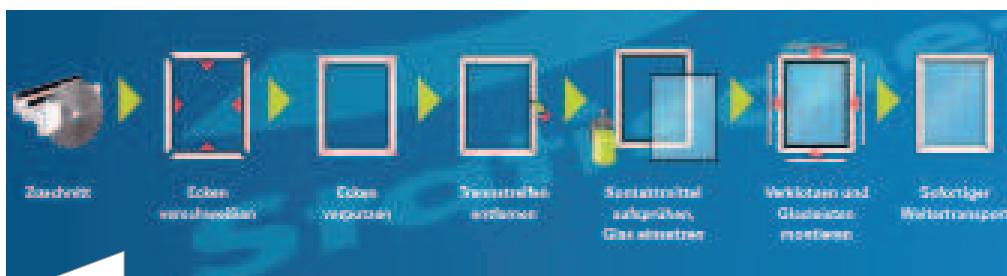 Zuschnitt
Ecken
verschweißen
Ecken
verputzen
Trennstreifen
entfernen
Kontaktmittel
aufsprühen,
Glas einsetzen
Verklotzen und
Glasleisten
montieren
Sofortiger
Weitertransport